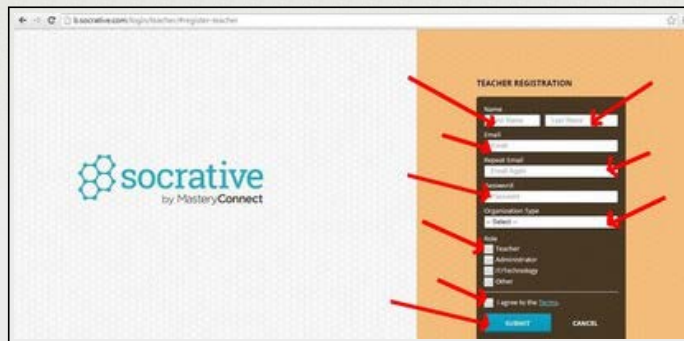 b.socrative.com/login/teacher/#register-teacher
TEACHER REGISTRATION
Name
First Name Last Name
Email
Email
Repeat Email
Email Again
Password
Password
Organization Type
-- Select --
Role
Teacher
Administrator
IT/Technology
Other
I agree to the Terms.
SUBMIT CANCEL
socrative
by MasteryConnect